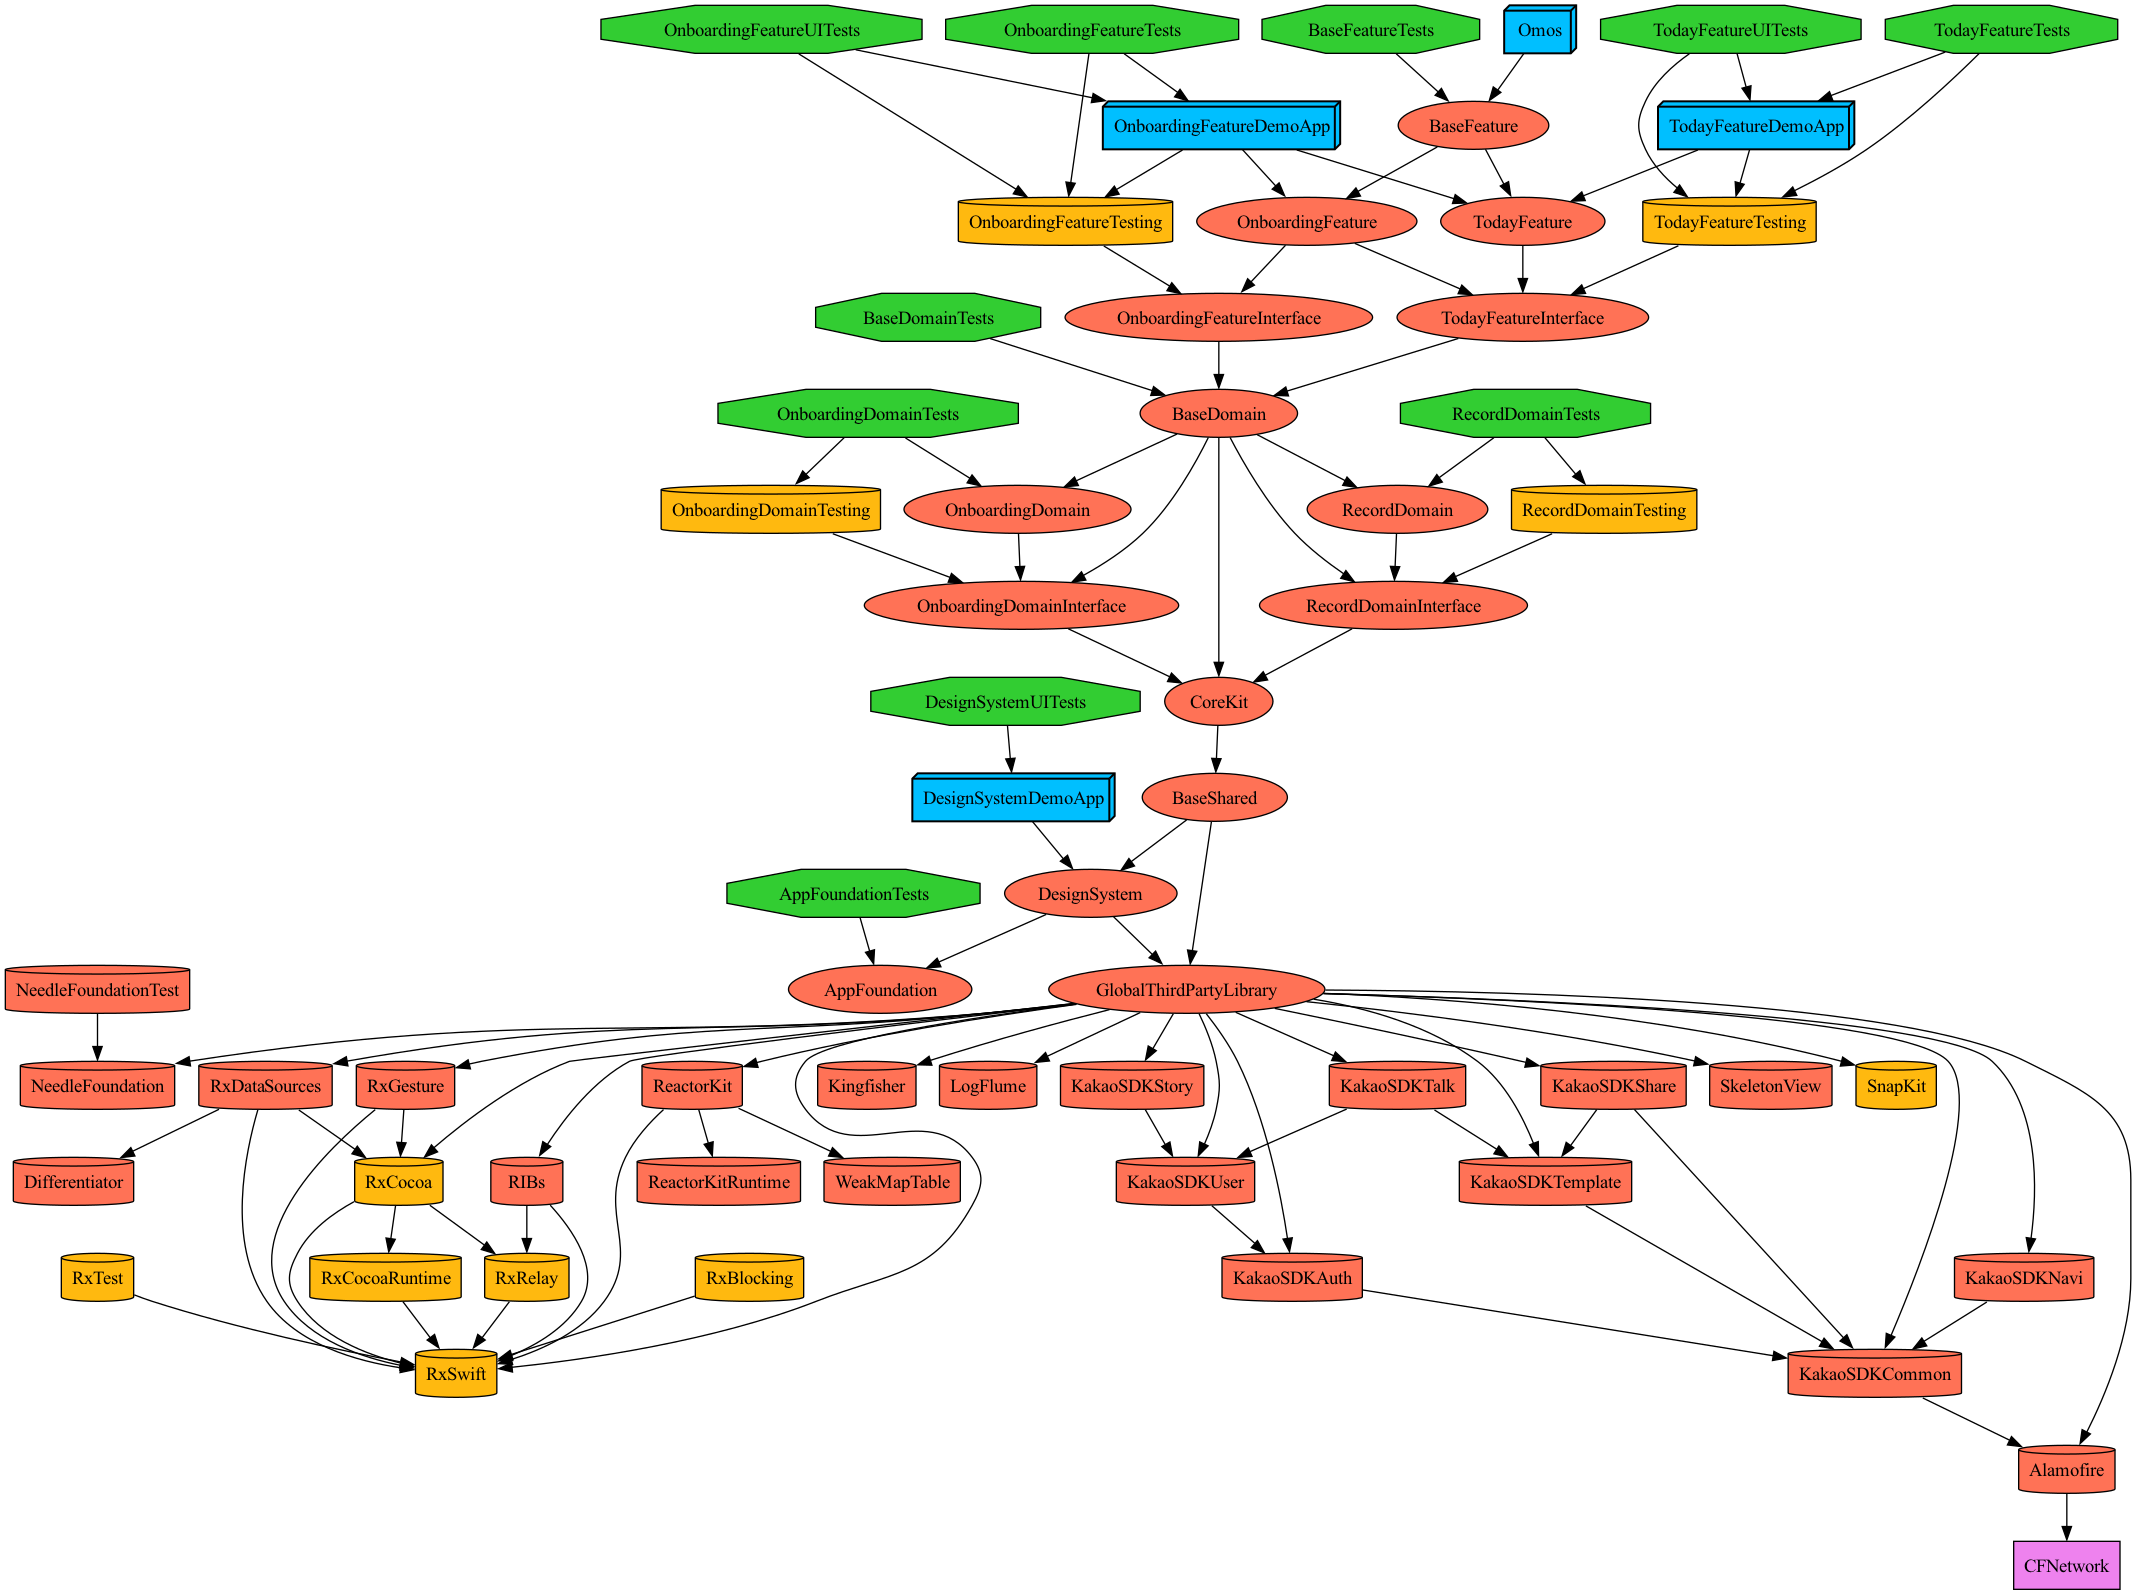 OnboardingFeatureUITests
OnboardingFeatureTests
BaseFeatureTests
Omos
TodayFeatureUITests
TodayFeatureTests
OnboardingFeatureDemoApp
BaseFeature
TodayFeatureDemoApp
OnboardingFeatureTesting
OnboardingFeature
TodayFeature
TodayFeatureTesting
BaseDomainTests
OnboardingFeatureInterface
TodayFeatureInterface
OnboardingDomainTests
BaseDomain
RecordDomainTests
OnboardingDomainTesting
OnboardingDomain
RecordDomain
RecordDomainTesting
OnboardingDomainInterface
RecordDomainInterface
DesignSystemUITests
CoreKit
DesignSystemDemoApp
BaseShared
AppFoundationTests
DesignSystem
NeedleFoundationTest
AppFoundation
GlobalThirdPartyLibrary
NeedleFoundation
RxDataSources
RxGesture
ReactorKit
Kingfisher
LogFlume
KakaoSDKStory
KakaoSDKTalk
KakaoSDKShare
SkeletonView
SnapKit
Differentiator
RxCocoa
RIBs
ReactorKitRuntime
WeakMapTable
KakaoSDKUser
KakaoSDKTemplate
RxTest
RxCocoaRuntime
RxRelay
RxBlocking
KakaoSDKAuth
KakaoSDKNavi
RxSwift
KakaoSDKCommon
Alamofire
CFNetwork